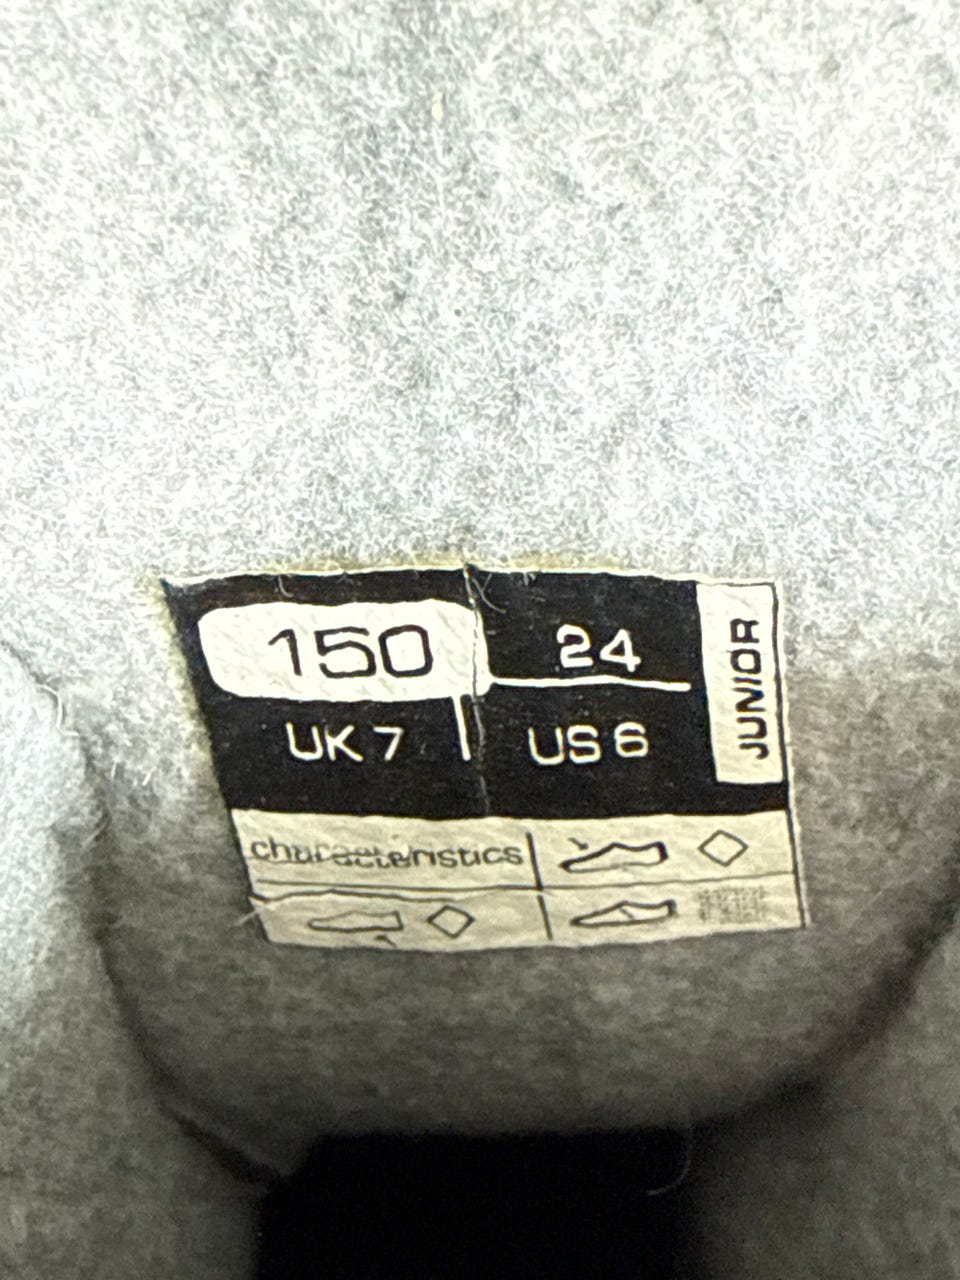 150 24
UK 7 US 6
JUNIOR
characteristics